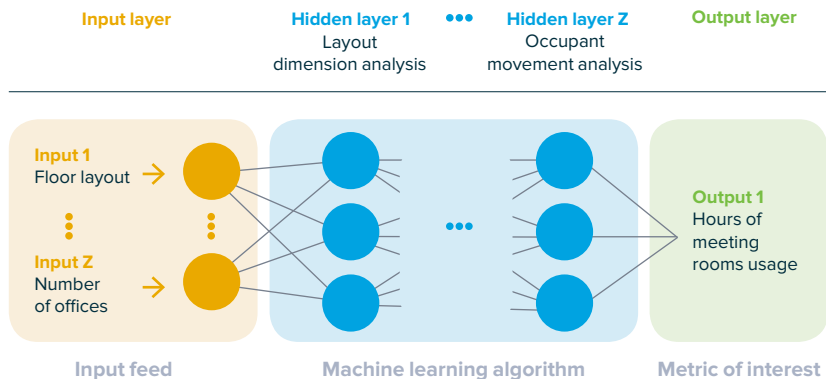 Input layer
Hidden layer 1
Hidden layer Z
Output layer
Layout
dimension analysis
Occupant
movement analysis
Input 1
Floor layout
Input Z
Number
of offices
Output 1
Hours of
meeting
rooms usage
Input feed
Machine learning algorithm
Metric of interest